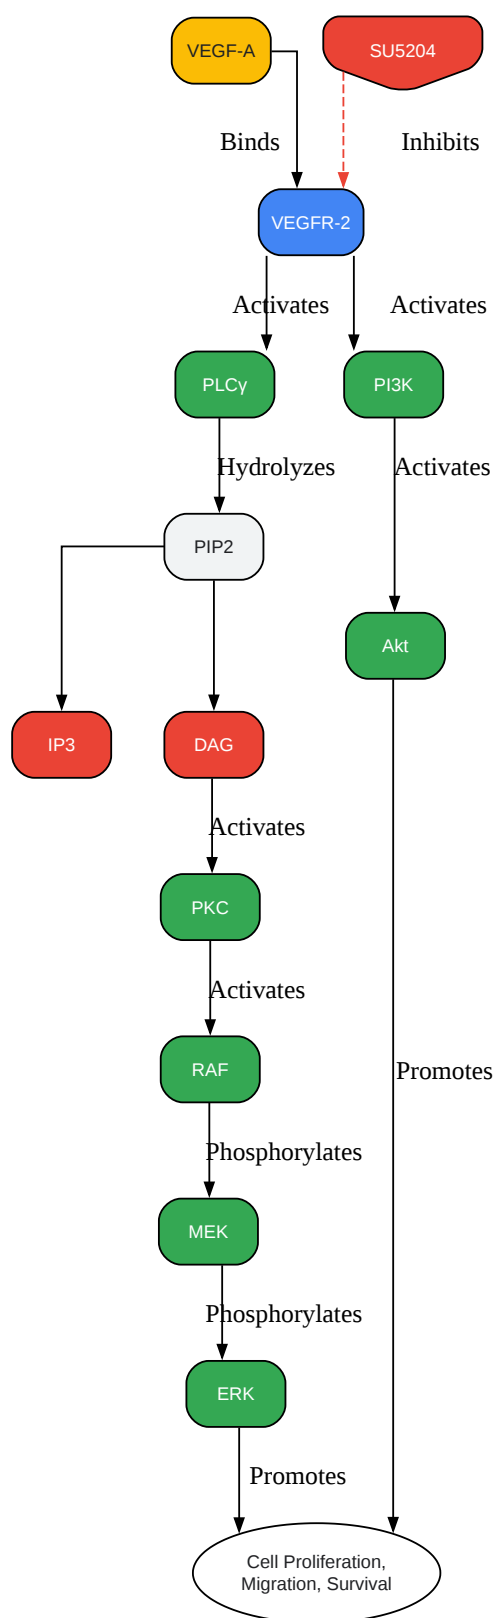 VEGF-A
SU5204
Binds
Inhibits
VEGFR-2
Activates
Activates
PLCγ
PI3K
Hydrolyzes
Activates
PIP2
Akt
IP3
DAG
Activates
PKC
Activates
RAF
Promotes
Phosphorylates
MEK
Phosphorylates
ERK
Promotes
Cell Proliferation,
Migration, Survival